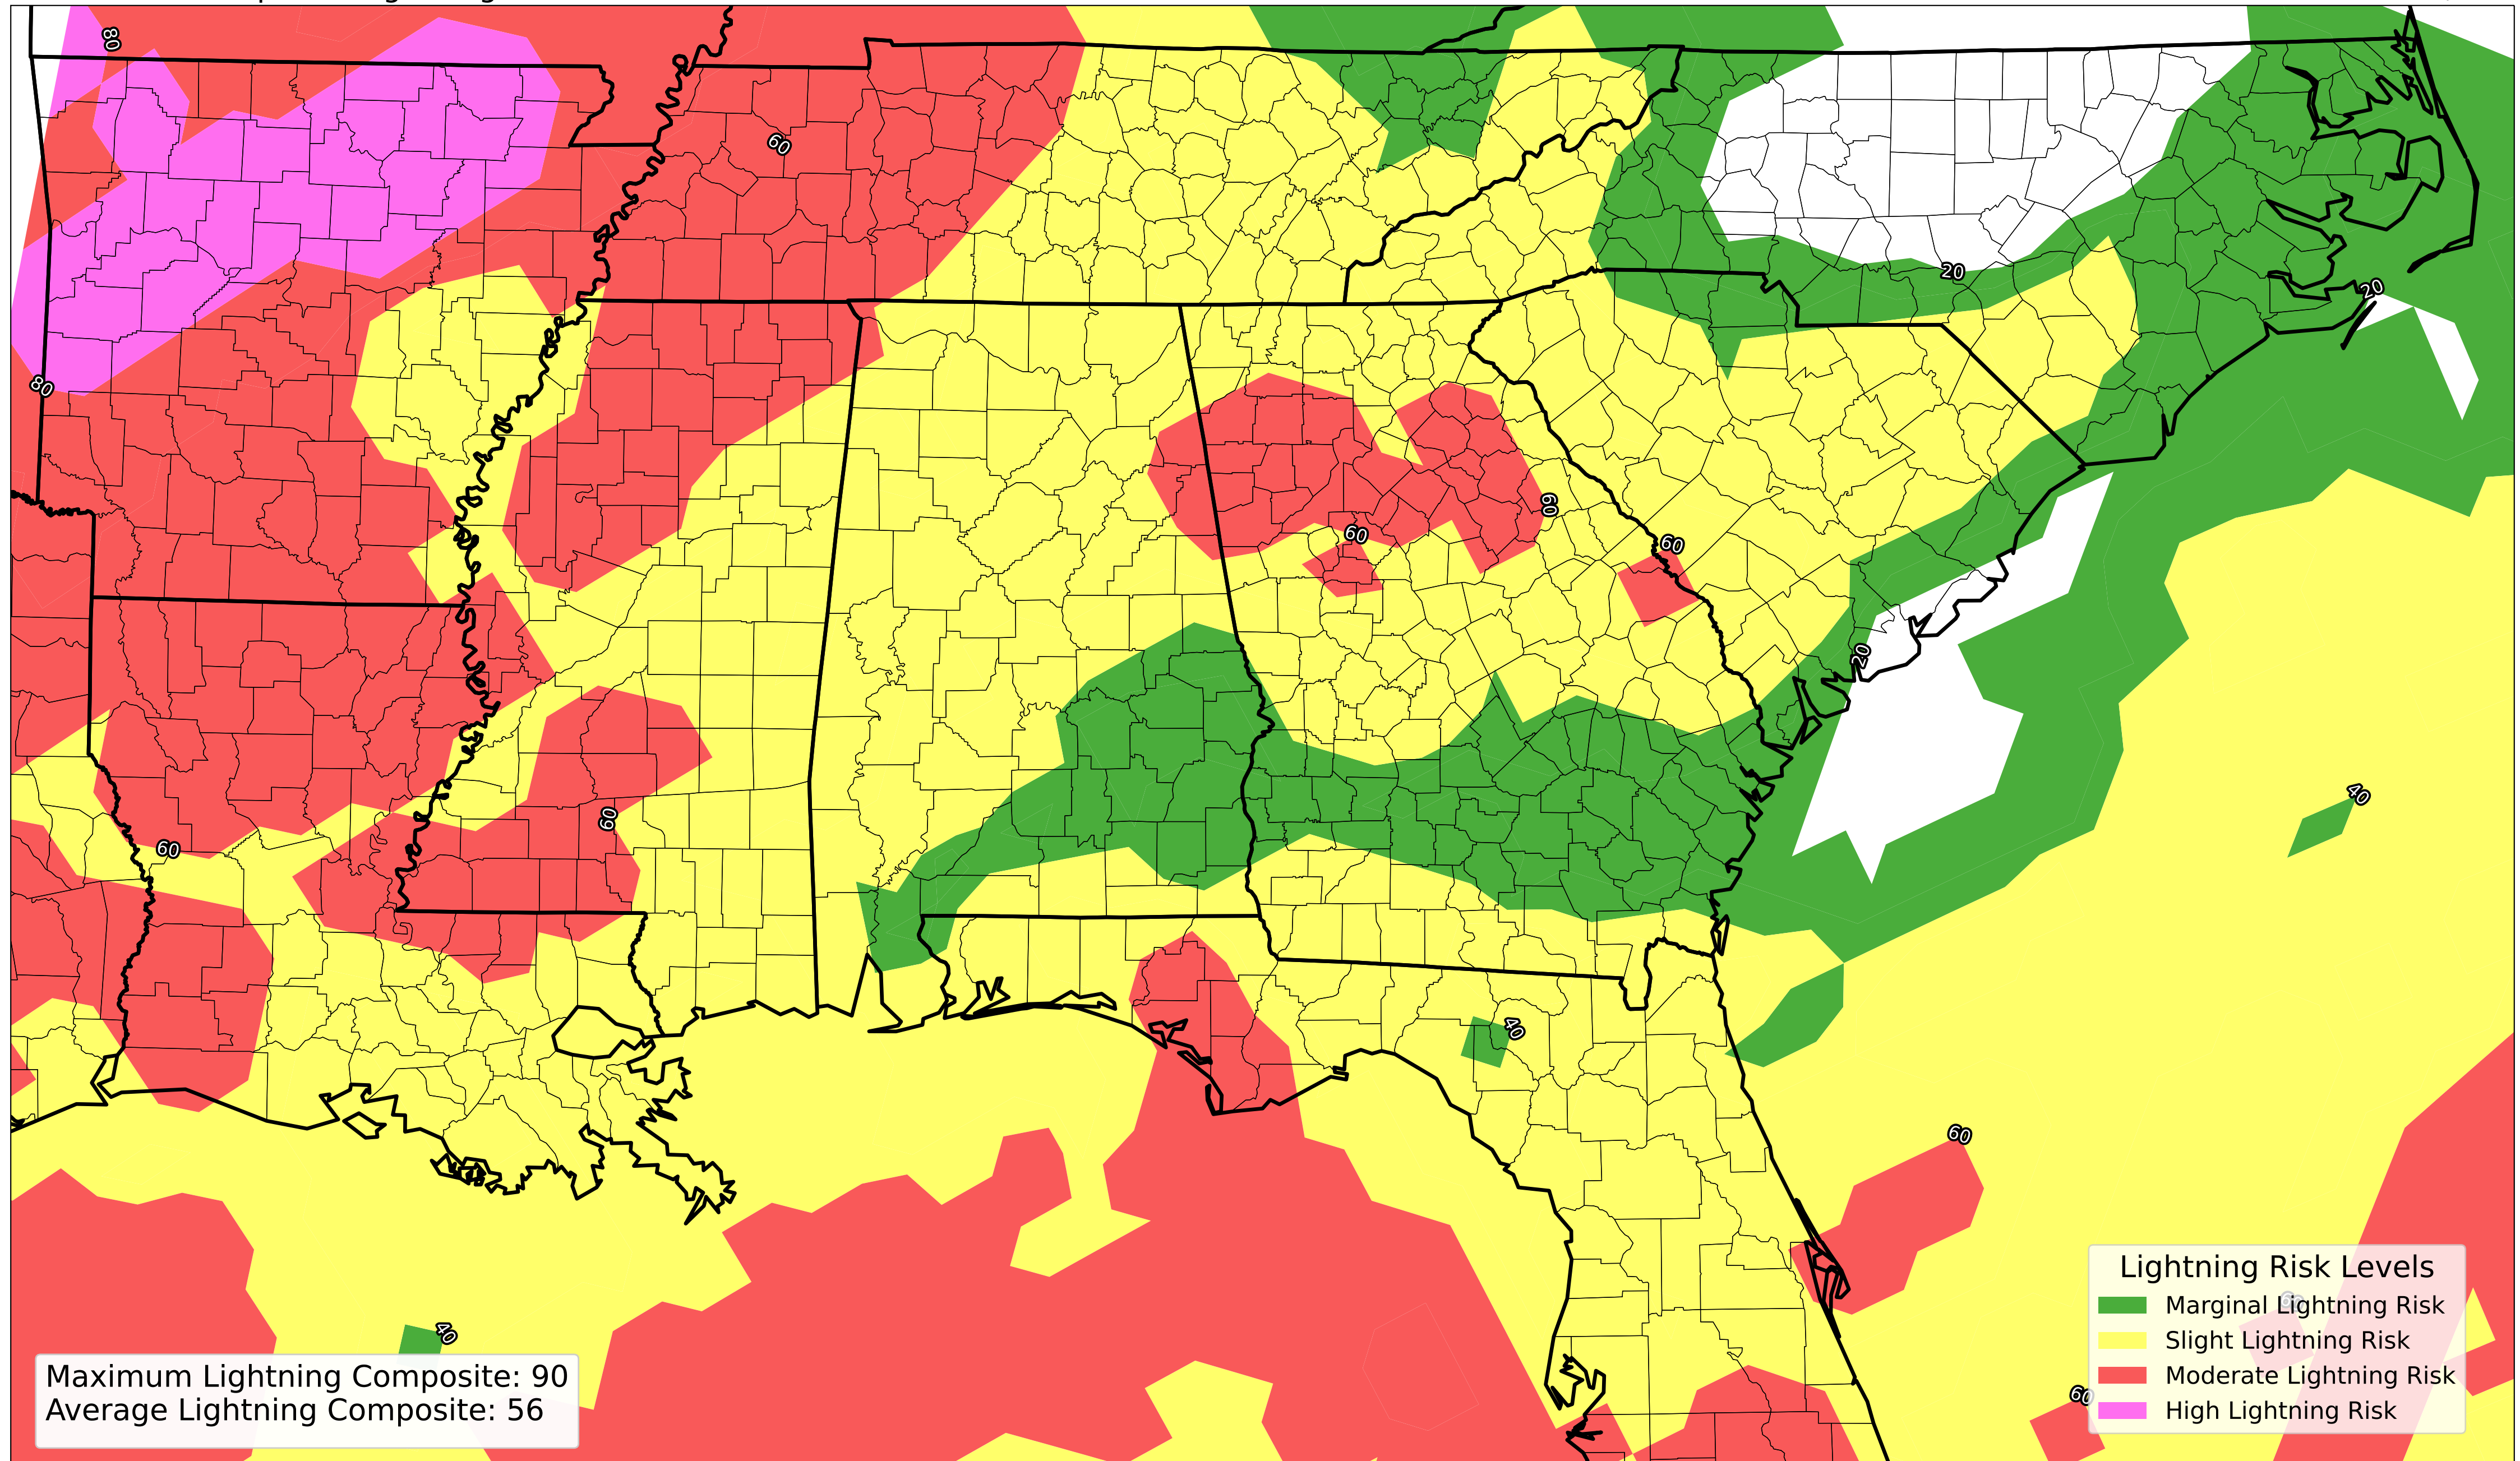 80
60
20
20
80
60
60
60
20
40
60
60
40
60
40
60
Lightning Risk Levels
Marginal Lightning Risk
Slight Lightning Risk
Moderate Lightning Risk
High Lightning Risk
Maximum Lightning Composite: 90
Average Lightning Composite: 56